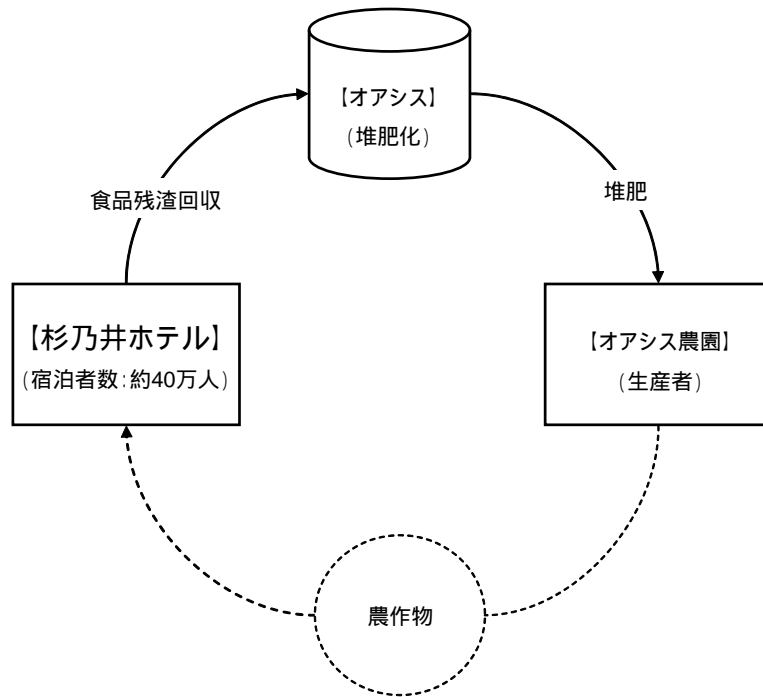 【オアシス】
(堆肥化)
食品残渣回収
堆肥
【杉乃井ホテル】
(宿泊者数:約40万人)
【オアシス農園】
(生産者)
農作物